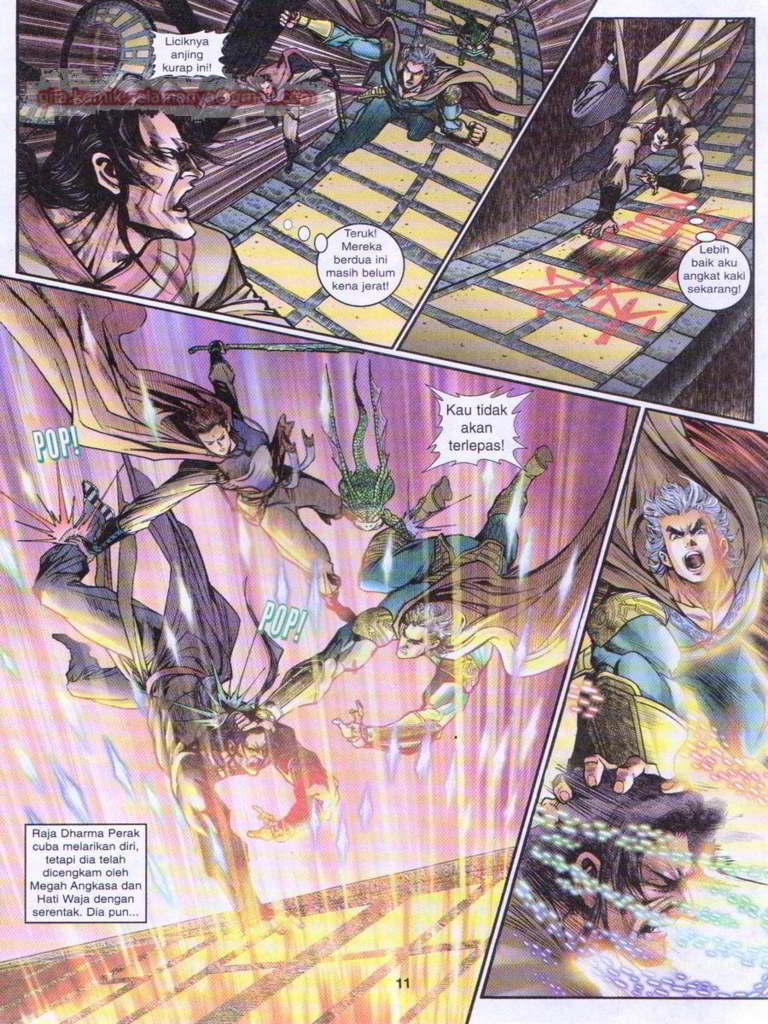 Liciknya
anjing
kurap ini!
Teruk!
Mereka
berdua ini
masih belum
kena jerat!
Lebih
baik aku
angkat kaki
sekarang!
POP!
Kau tidak
akan
terlepas!
POP!
Raja Dharma Perak
cuba melarikan diri,
tetapi dia telah
dicengkam oleh
Megah Angkasa dan
Hati Waja dengan
serentak. Dia pun...
11